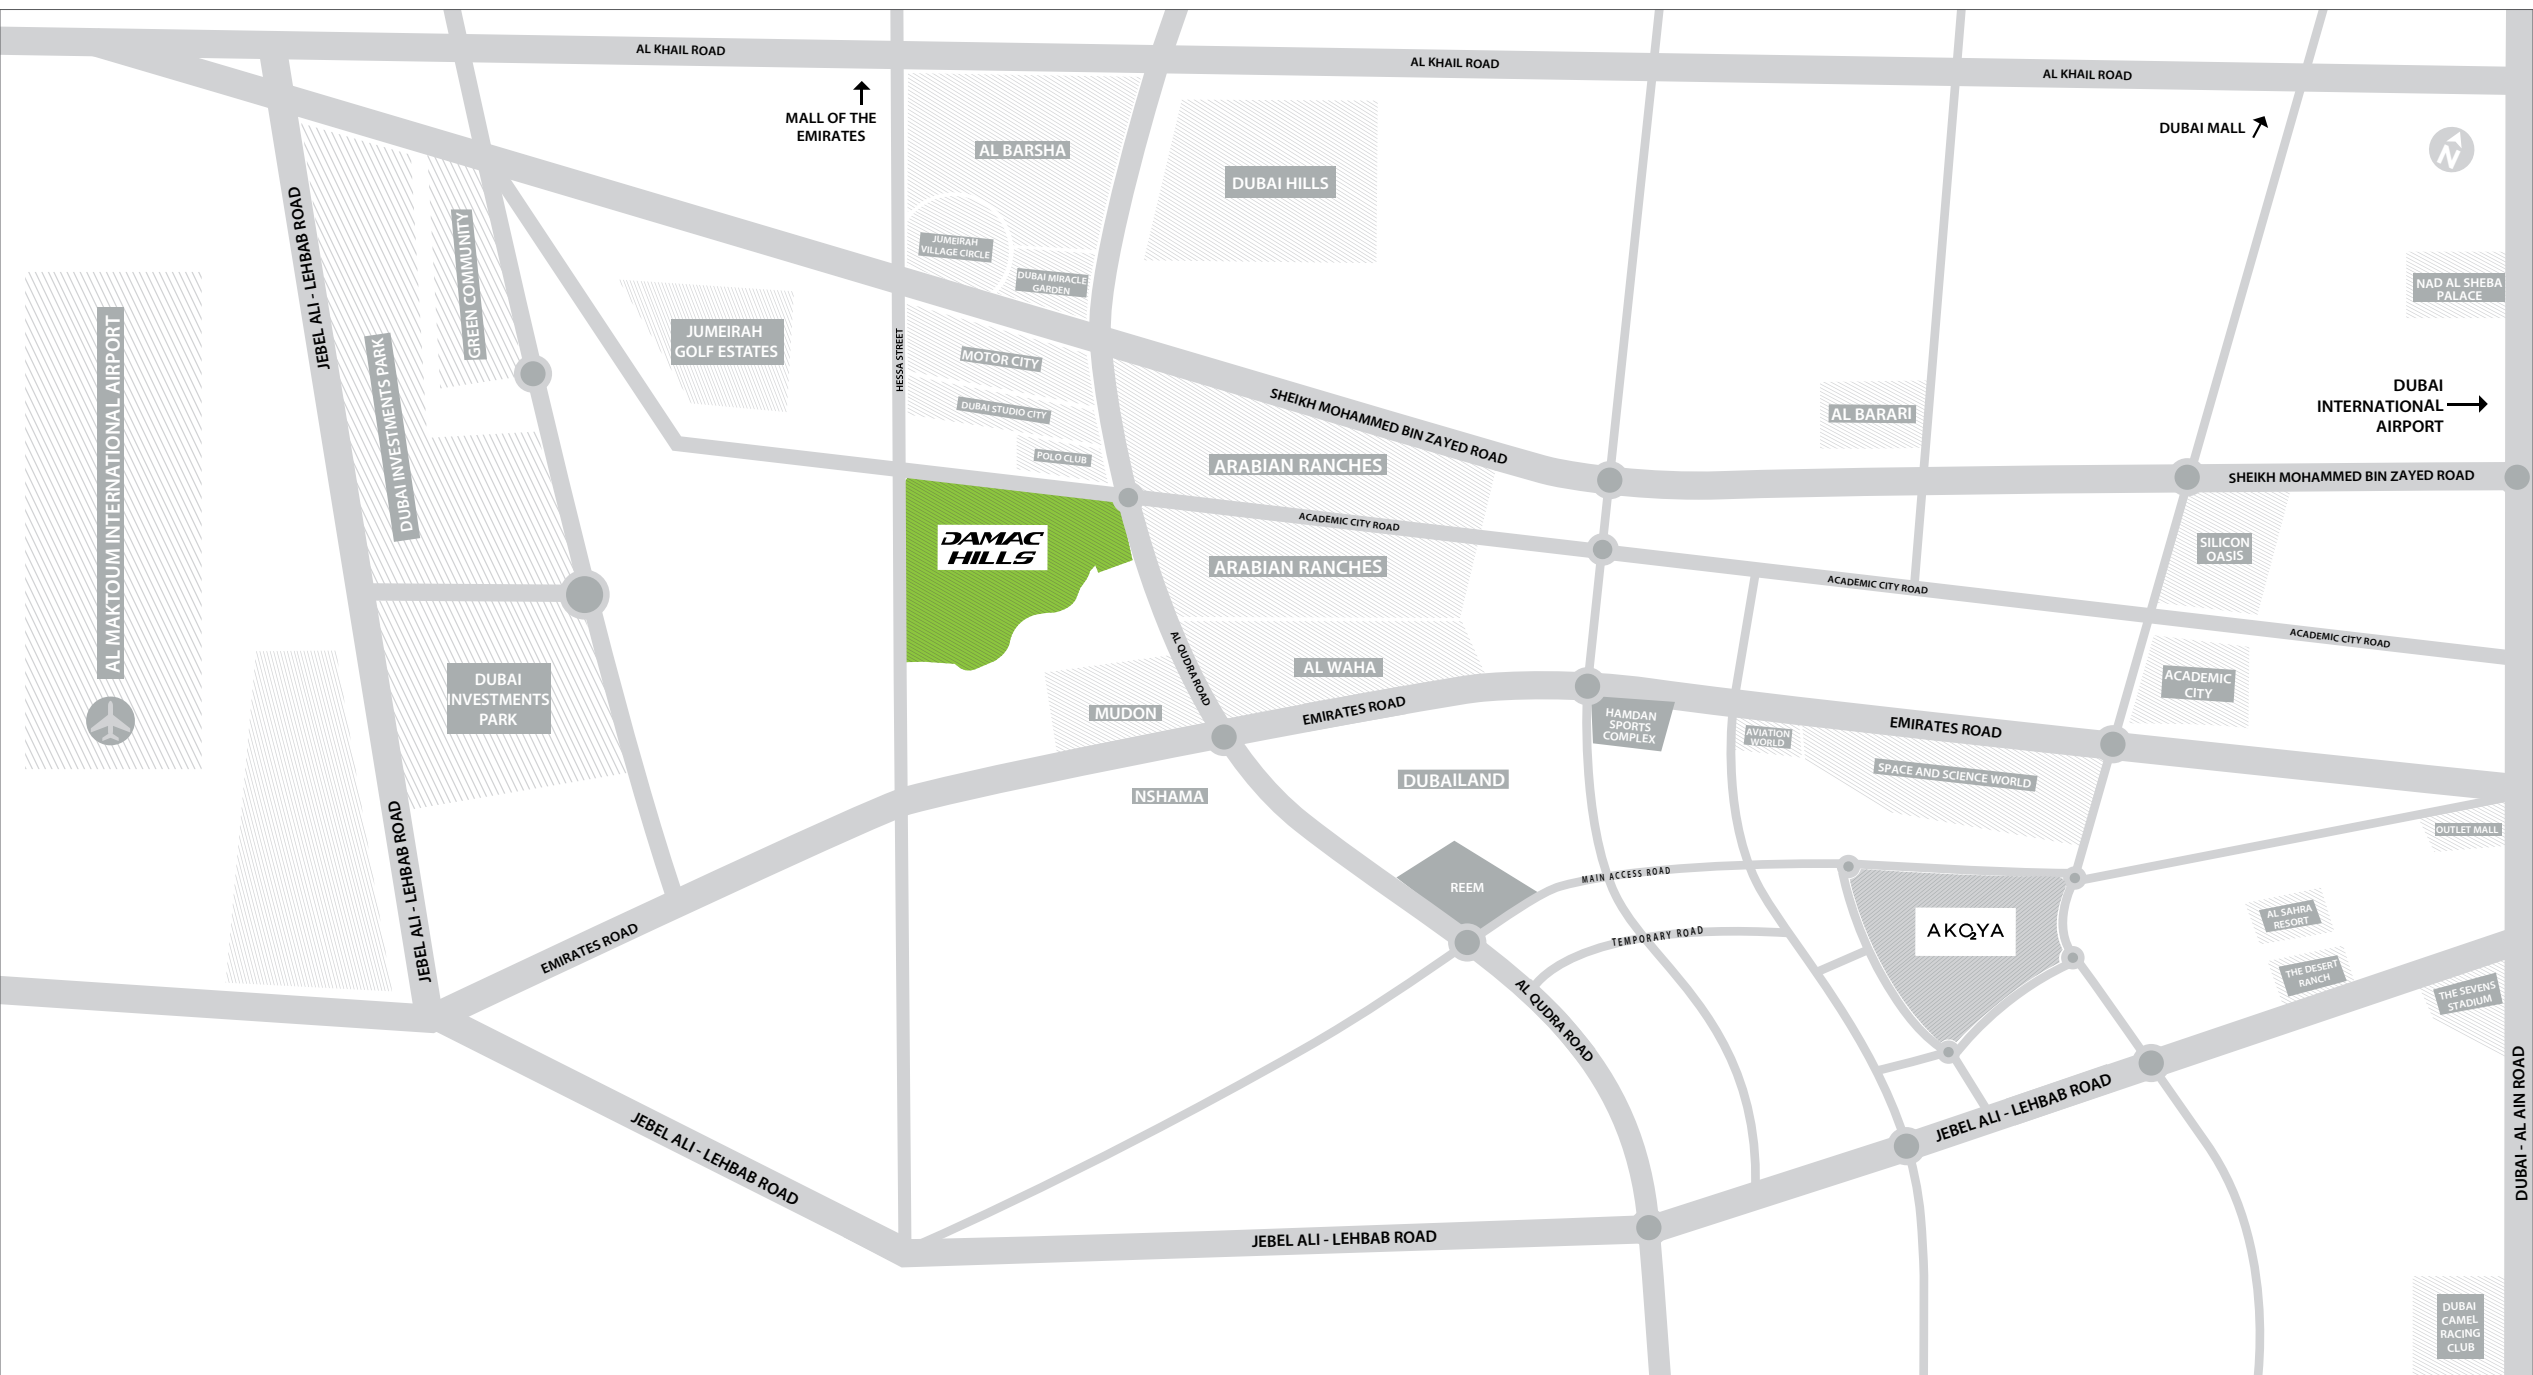 AL KHAIL ROAD
AL KHAIL ROAD
AL KHAIL ROAD
MALL OF THE
EMIRATES
DUBAI MALL
N
AL BARSHA
DUBAI HILLS
JEBEL ALI - LEHBAB ROAD
GREEN COMMUNITY
JUMEIRAH
VILLAGE CIRCLE
DUBAI MIRACLE
GARDEN
NAD AL SHEBA
PALACE
AL MAKTOUM INTERNATIONAL AIRPORT
DUBAI INVESTMENTS PARK
JUMEIRAH
GOLF ESTATES
HESSA STREET
MOTOR CITY
DUBAI STUDIO CITY
POLO CLUB
SHEIKH MOHAMMED BIN ZAYED ROAD
AL BARARI
DUBAI
INTERNATIONAL
AIRPORT
ARABIAN RANCHES
SHEIKH MOHAMMED BIN ZAYED ROAD
DAMAC
HILLS
ACADEMIC CITY ROAD
ARABIAN RANCHES
SILICON
OASIS
ACADEMIC CITY ROAD
ACADEMIC CITY ROAD
AL QUDRA ROAD
AL WAHA
DUBAI
INVESTMENTS
PARK
ACADEMIC
CITY
MUDON
EMIRATES ROAD
HAMDAN
SPORTS
COMPLEX
AVIATION
WORLD
EMIRATES ROAD
SPACE AND SCIENCE WORLD
DUBAILAND
NSHAMA
OUTLET MALL
JEBEL ALI - LEHBAB ROAD
REEM
MAIN ACCESS ROAD
TEMPORARY ROAD
AKO2YA
AL SAHRA
RESORT
THE DESERT
RANCH
THE SEVENS
STADIUM
EMIRATES ROAD
AL QUDRA ROAD
JEBEL ALI - LEHBAB ROAD
JEBEL ALI - LEHBAB ROAD
JEBEL ALI - LEHBAB ROAD
DUBAI - AL AIN ROAD
DUBAI
CAMEL
RACING
CLUB